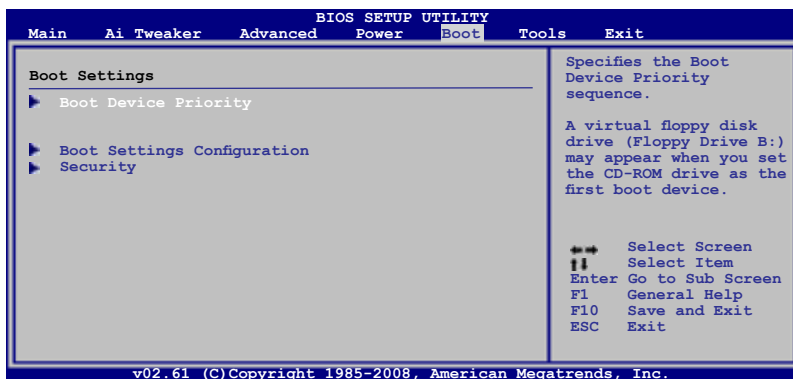 BIOS SETUP UTILITY
Main Ai Tweaker Advanced Power Boot Tools Exit
Boot Settings
Boot Device Priority
Boot Settings Configuration
Security
Specifies the Boot
Device Priority
sequence.
A virtual floppy disk
drive (Floppy Drive B:)
may appear when you set
the CD-ROM drive as the
first boot device.
Select Screen
Select Item
Enter Go to Sub Screen
F1 General Help
F10 Save and Exit
ESC Exit
v02.61 (C)Copyright 1985-2008, American Megatrends, Inc.